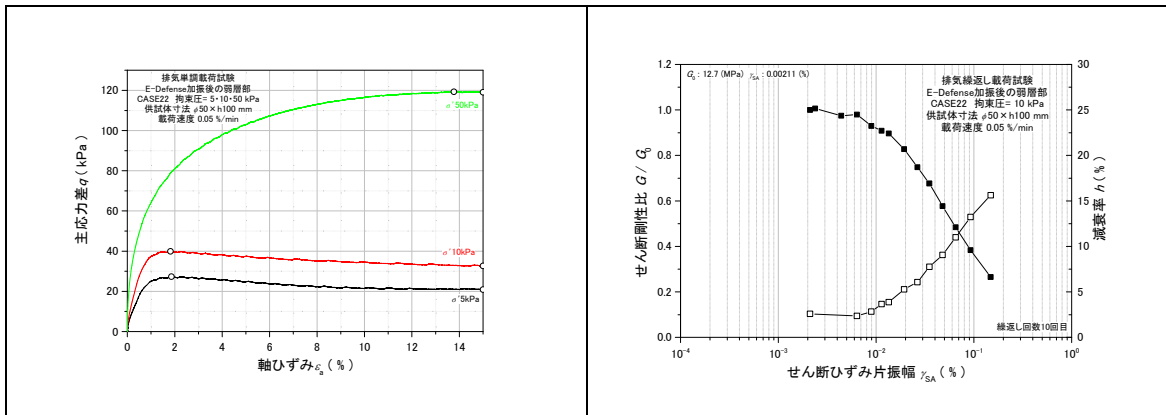 排気単調載荷試験
E-Defense加振後の弱層部
CASE22 拘束圧= 5・10・50 kPa
供試体寸法 φ50×h100 mm
載荷速度 0.05 %/min
σ'50kPa
σ'10kPa
σ'5kPa
主応力差q(kPa)
120
100
80
60
40
20
0
0 2 4 6 8 10 12 14
軸ひずみεa(%)
G0 : 12.7 (MPa) γSA : 0.00211 (%)
排気繰返し載荷試験
E-Defense加振後の弱層部
CASE22 拘束圧= 10 kPa
供試体寸法 φ50×h100 mm
載荷速度 0.05 %/min
繰返し回数10回目
せん断剛性比 G / G0
1.2
1.0
0.8
0.6
0.4
0.2
0.0
減衰率 h(%)
30
25
20
15
10
5
0
10-4 10-3 10-2 10-1 100
せん断ひずみ片振幅 γSA (%)